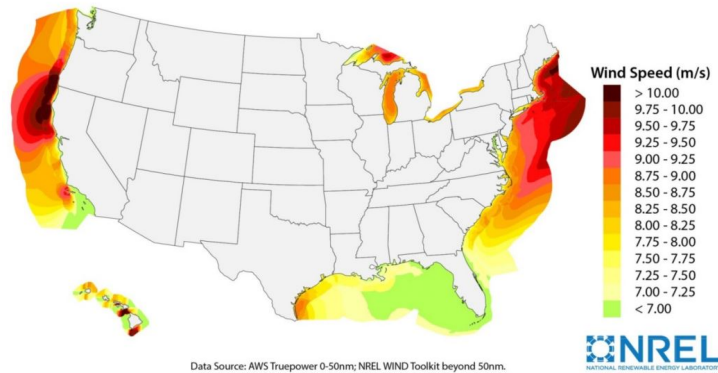 Wind Speed (m/s)
> 10.00
9.75 - 10.00
9.50 - 9.75
9.25 - 9.50
9.00 - 9.25
8.75 - 9.00
8.50 - 8.75
8.25 - 8.50
8.00 - 8.25
7.75 - 8.00
7.50 - 7.75
7.25 - 7.50
7.00 - 7.25
< 7.00
NREL
NATIONAL RENEWABLE ENERGY LABORATOR
Data Source: AWS Truepower 0-50nm; NREL WIND Toolkit beyond 50nm.